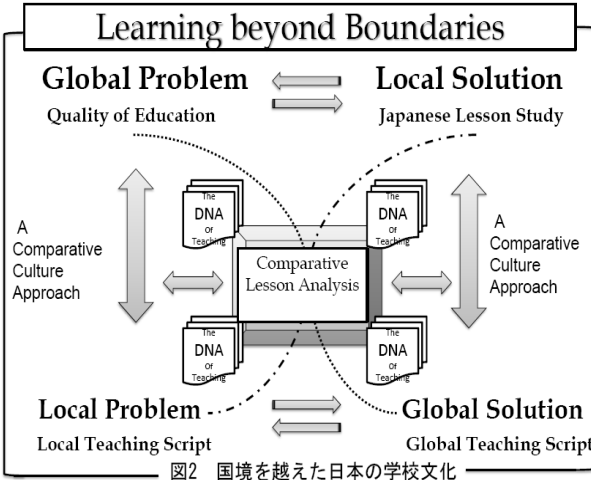 Learning beyond Boundaries
Global Problem
Local Solution
Quality of Education
Japanese Lesson Study
The
DNA
Of
Teaching
The
DNA
Of
Teaching
A
Comparative
Culture
Approach
Comparative
Lesson Analysis
A
Comparative
Culture
Approach
The
DNA
Of
Teaching
The
DNA
Of
Teaching
Local Problem
Global Solution
Local Teaching Script
Global Teaching Script
図2 国境を越えた日本の学校文化